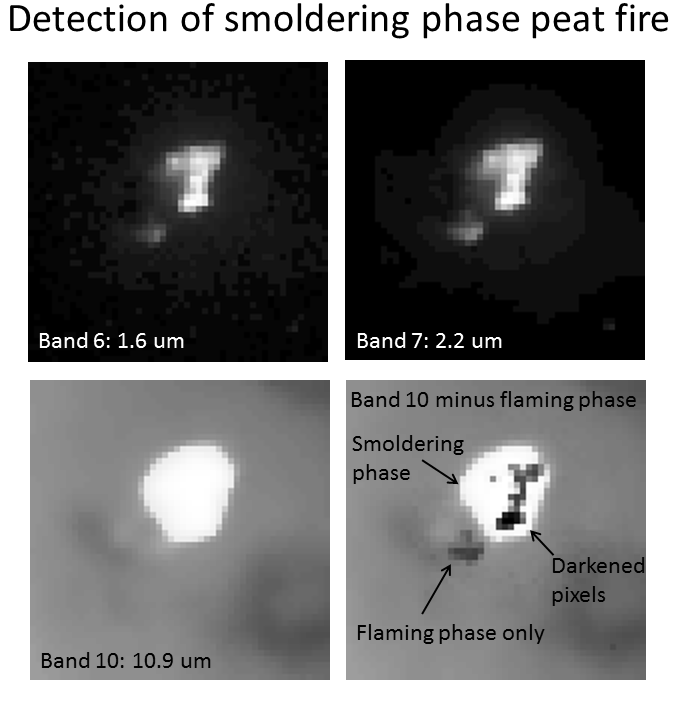 Detection of smoldering phase peat fire
Band 6: 1.6 um
Band 7: 2.2 um
Band 10: 10.9 um
Band 10 minus flaming phase
Smoldering
phase
Darkened
pixels
Flaming phase only